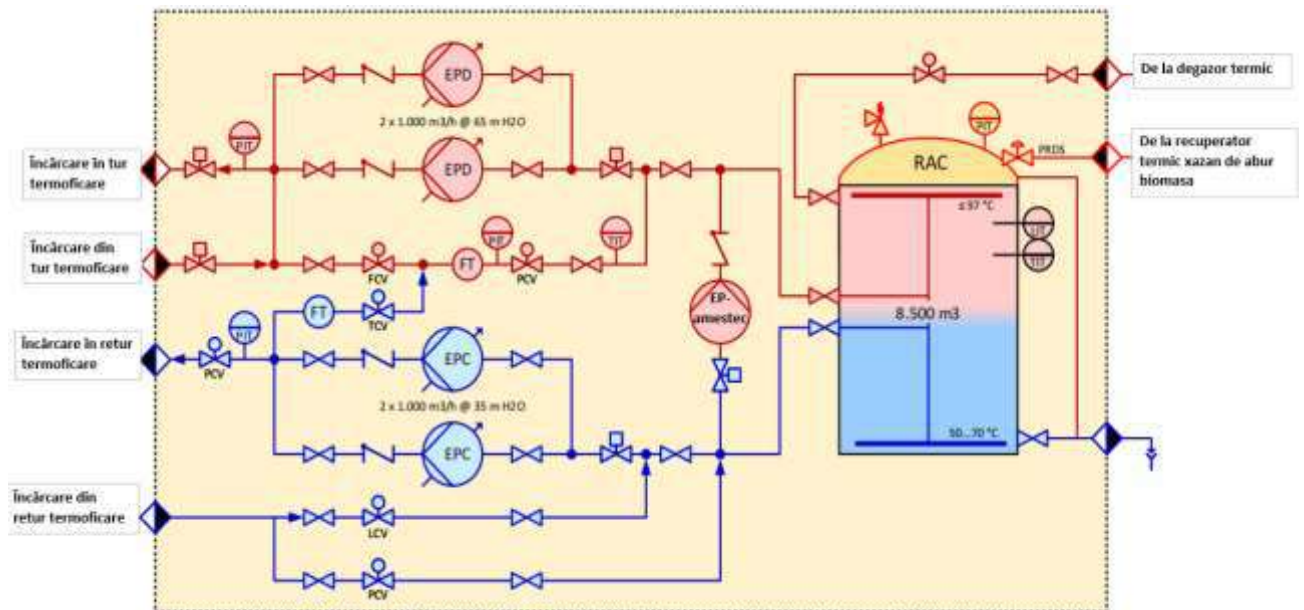 De la degazor termic
EPD
2 x 1.000 m3/h @ 65 m H2O
PIT
PIT
PRDS
De la recuperator
termic xazan de abur
biomasa
Încărcare în tur
termoficare
EPD
RAC
≤ 97 °C
LIT
TIT
Încărcare din
tur termoficare
FCV
FT
PIT
PCV
TIT
FT
TCV
EP-
amestec
8.500 m3
PIT
Încărcare în retur
termoficare
PCV
EPC
2 x 1.000 m3/h @ 35 m H2O
EPC
50...70 °C
Încărcare din
retur termoficare
LCV
PCV